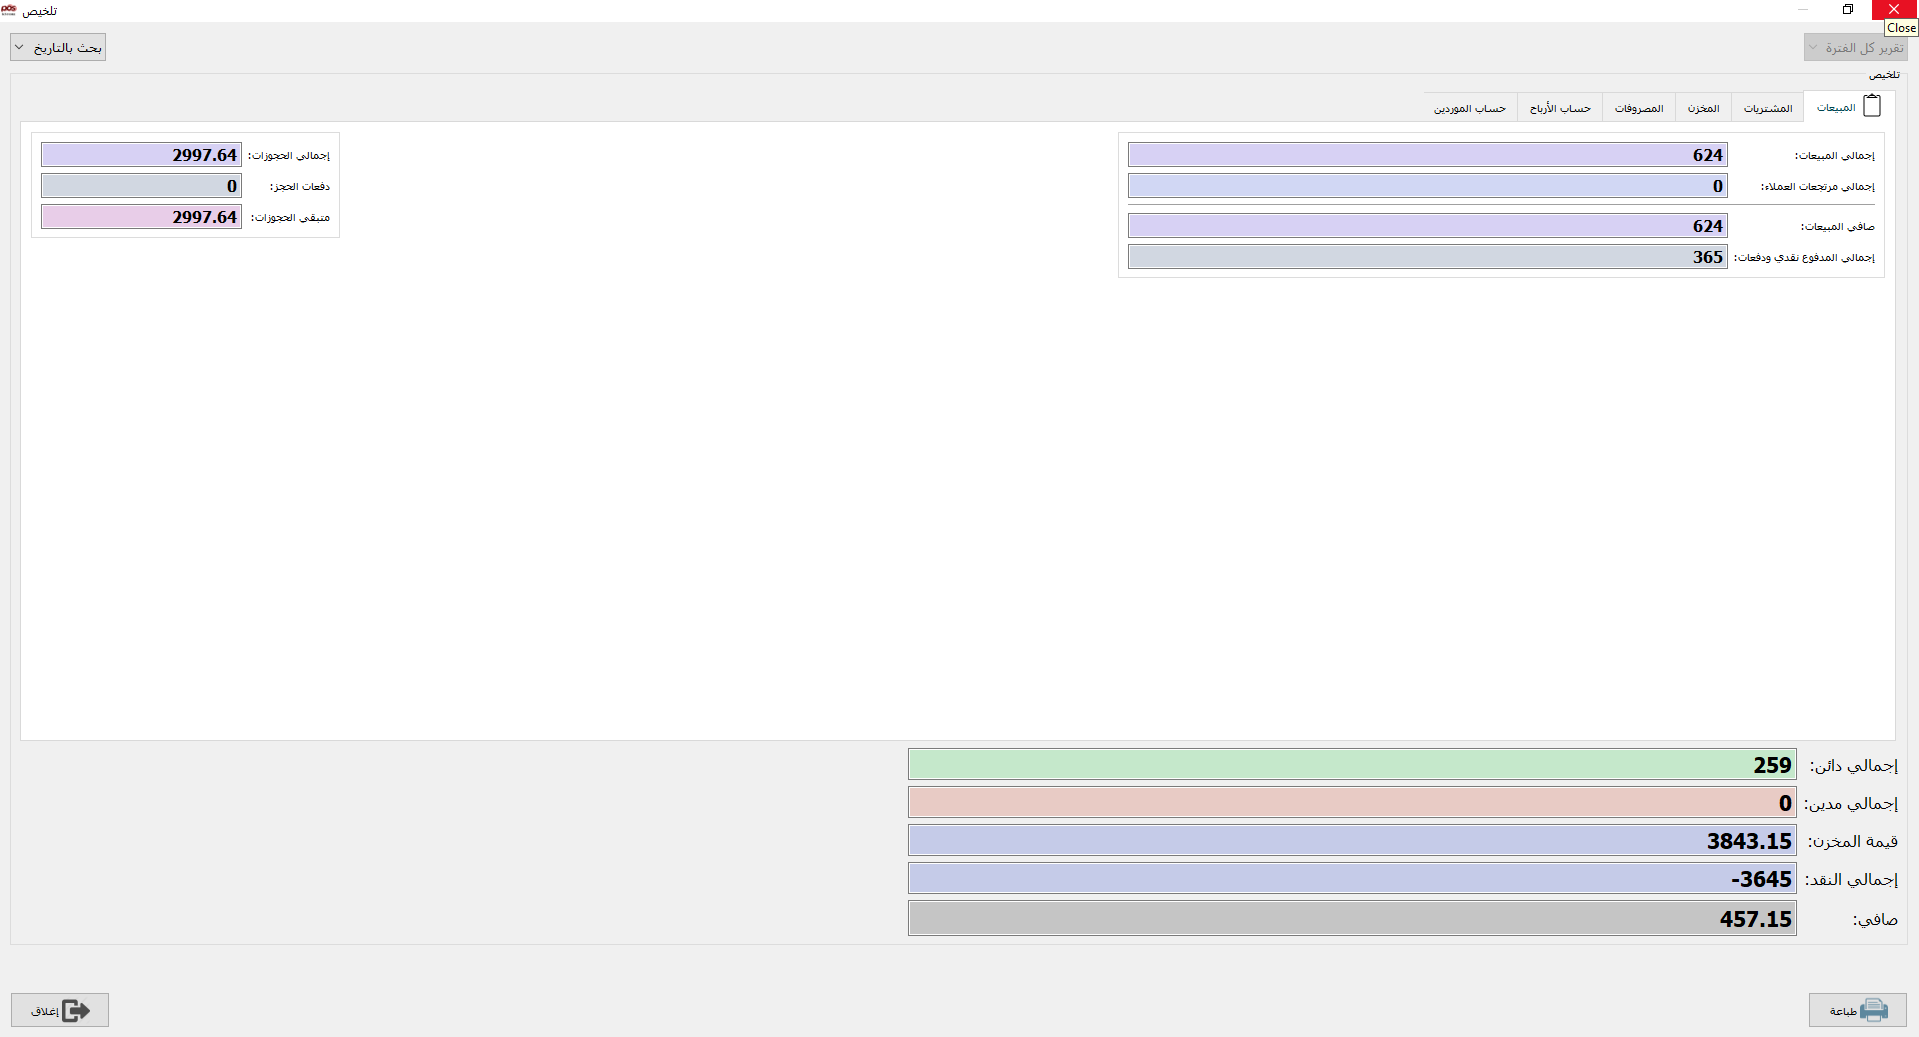 تلخيص
Close
تقرير كل الفترة
بحث بالتاريخ
تلخيص
المبيعات
المشتريات
المخزن
المصروفات
حساب الأرباح
حساب الموردين
إجمالي المبيعات: 624
إجمالي مرتجعات العملاء: 0
صافي المبيعات: 624
إجمالي المدفوع نقدي ودفعات: 365
إجمالي الحجوزات: 2997.64
دفعات الحجز: 0
متبقي الحجوزات: 2997.64
إجمالي دائن: 259
إجمالي مدين: 0
قيمة المخزن: 3843.15
إجمالي النقد: -3645
صافي: 457.15
طباعة
إغلاق